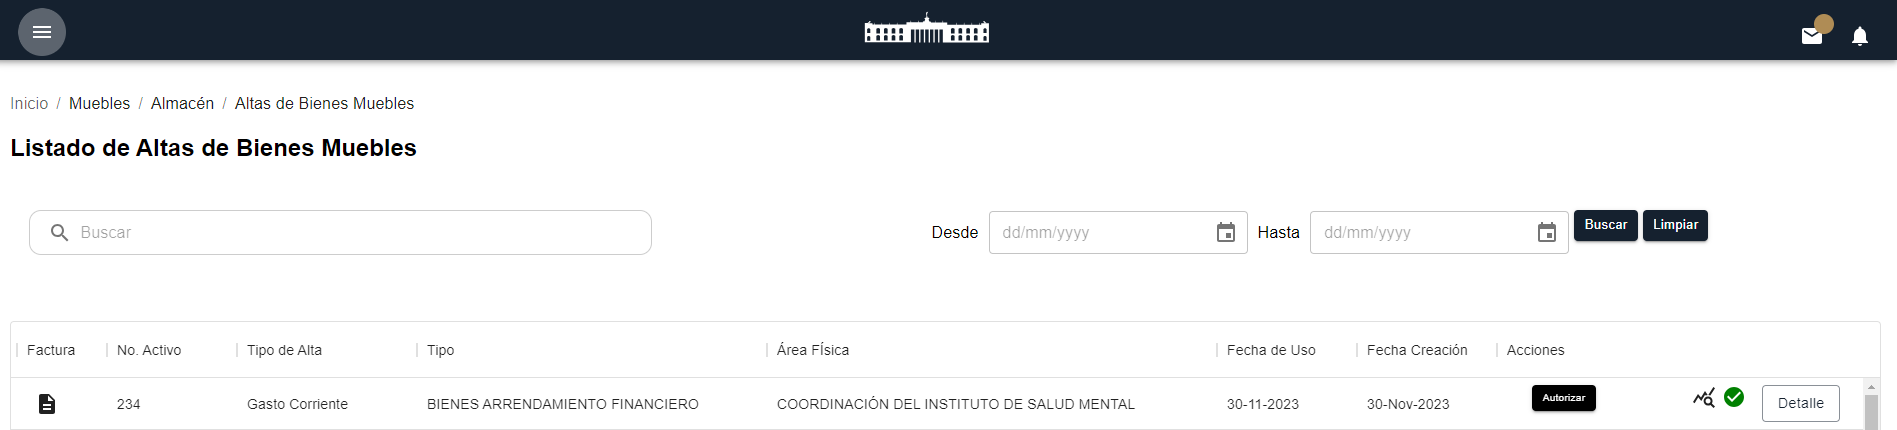 Inicio / Muebles / Almacén / Altas de Bienes Muebles
Listado de Altas de Bienes Muebles
Buscar Desde dd/mm/yyyy Hasta dd/mm/yyyy Buscar Limpiar
Factura No. Activo Tipo de Alta Tipo Área FÍsica Fecha de Uso Fecha Creación Acciones
234 Gasto Corriente BIENES ARRENDAMIENTO FINANCIERO COORDINACIÓN DEL INSTITUTO DE SALUD MENTAL 30-11-2023 30-Nov-2023 Autorizar Detalle